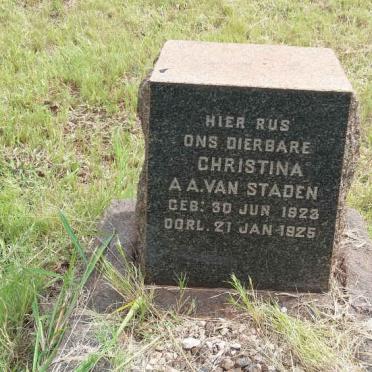 HIER RUS
ONS DIERBARE
CHRISTINA
A.A. VAN STADEN
GEB: 30 JUN 1923
OORL. 21 JAN 1925